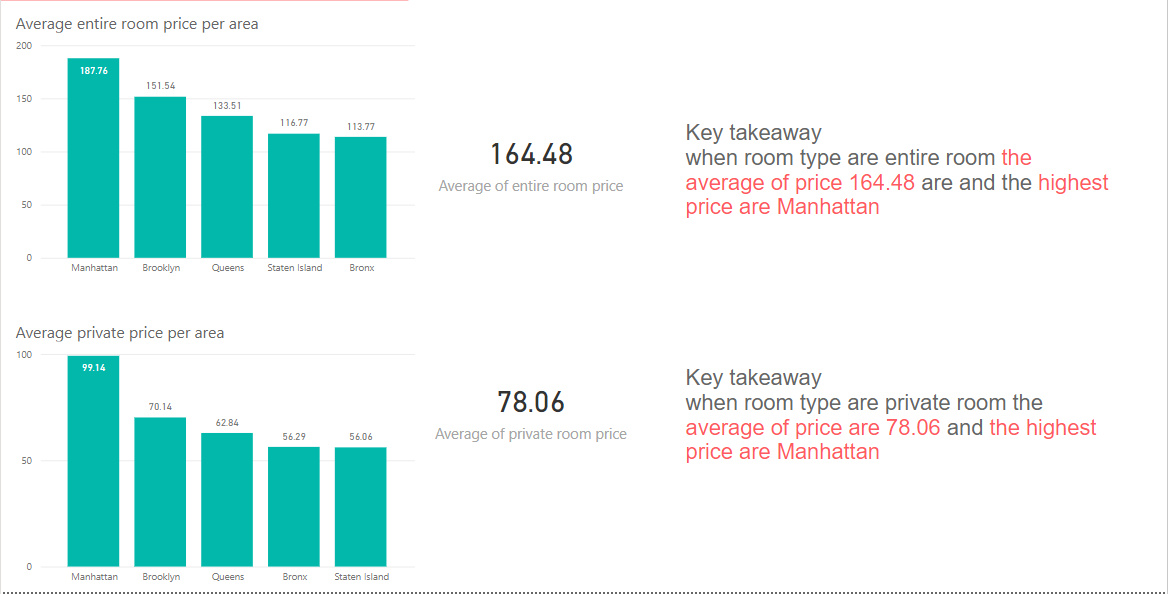 Average entire room price per area
200
150
100
50
0
187.76
151.54
133.51
116.77
113.77
Manhattan
Brooklyn
Queens
Staten Island
Bronx
164.48
Average of entire room price
Key takeaway
when room type are entire room the
average of price 164.48 are and the highest
price are Manhattan
Average private price per area
100
50
0
99.14
70.14
62.84
56.29
56.06
Manhattan
Brooklyn
Queens
Bronx
Staten Island
78.06
Average of private room price
Key takeaway
when room type are private room the
average of price are 78.06 and the highest
price are Manhattan